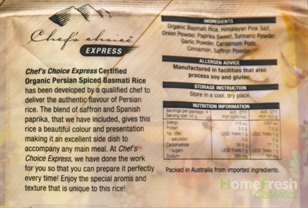 Chef's choice
EXPRESS
Chef's Choice Express Certified
Organic Persian Spiced Basmati Rice
has been developed by a qualified chef to
deliver the authentic flavour of Persian
rice. The blend of saffron and Spanish
paprika, that we have included, gives this
rice a beautiful colour and presentation
making it an excellent side dish to
accompany any main meal. At Chef's
Choice Express, we have done the work
for you so that you can prepare it perfectly
every time! Enjoy the special aroma and
texture that is unique to this rice!
INGREDIENTS
Organic Basmati Rice, Himalayan Pink Salt,
Onion Powder, Paprika Sweet, Turmeric Powder,
Garlic Powder, Cardamom Pods,
Cinnamon, Saffron Powder
ALLERGEN ADVICE
Manufactured in facilities that also
process soy and gluten.
STORAGE INSTRUCTION
Store in a cool, dry place.
NUTRITION INFORMATION
Packed in Australia from imported ingredients.
HomeFresh
ORGANICS